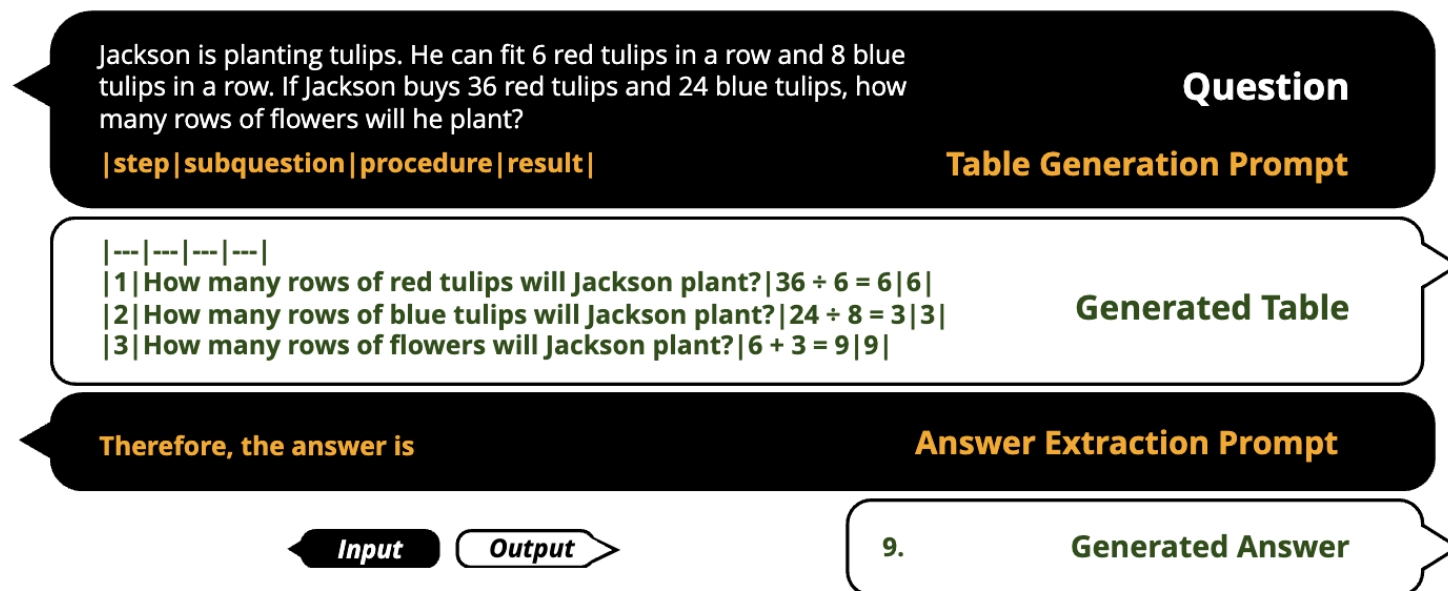 Jackson is planting tulips. He can fit 6 red tulips in a row and 8 blue
tulips in a row. If Jackson buys 36 red tulips and 24 blue tulips, how
many rows of flowers will he plant?
Question
|step|subquestion|procedure|result|
Table Generation Prompt
|---|---|---|---|
|1|How many rows of red tulips will Jackson plant?|36 ÷ 6 = 6|6|
|2|How many rows of blue tulips will Jackson plant?|24 ÷ 8 = 3|3|
|3|How many rows of flowers will Jackson plant?|6 + 3 = 9|9|
Generated Table
Therefore, the answer is
Answer Extraction Prompt
Input
Output
9.
Generated Answer